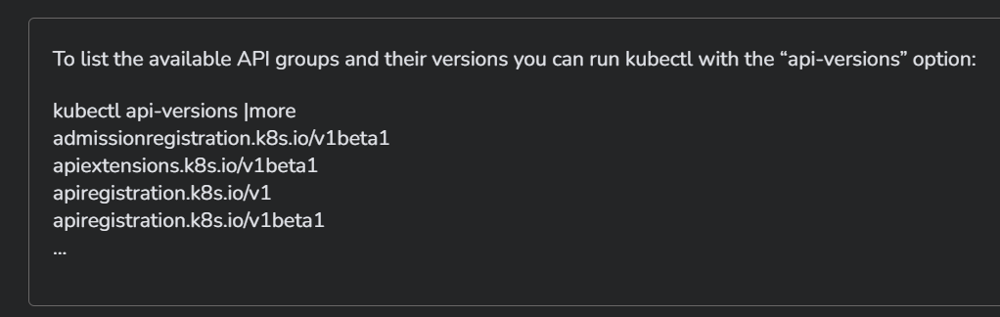 To list the available API groups and their versions you can run kubectl with the “api-versions” option:
kubectl api-versions |more
admissionregistration.k8s.io/v1beta1
apiextensions.k8s.io/v1beta1
apiregistration.k8s.io/v1
apiregistration.k8s.io/v1beta1
...